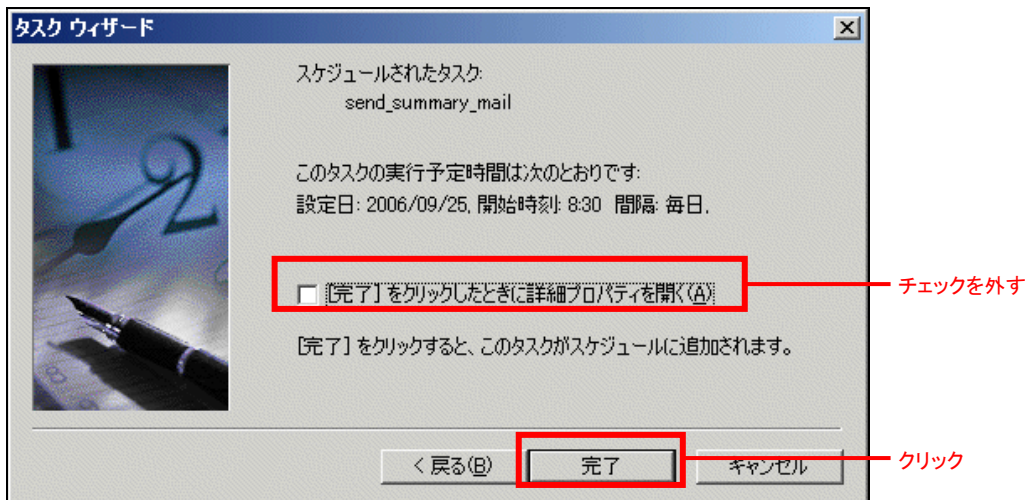 タスク ウィザード
スケジュールされたタスク:
send_summary_mail
このタスクの実行予定時間は次のとおりです:
設定日: 2006/09/25, 開始時刻: 8:30 間隔: 毎日,
[完了] をクリックしたときに詳細プロパティを開く(A)
チェックを外す
[完了] をクリックすると、このタスクがスケジュールに追加されます。
< 戻る(B)
完了
キャンセル
クリック